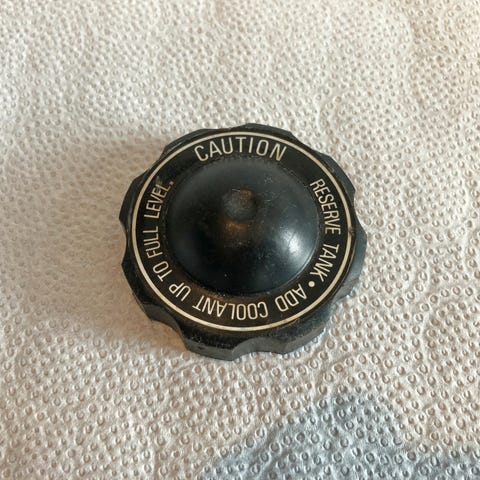 CAUTION
RESERVE TANK • ADD COOLANT UP TO FULL LEVEL.